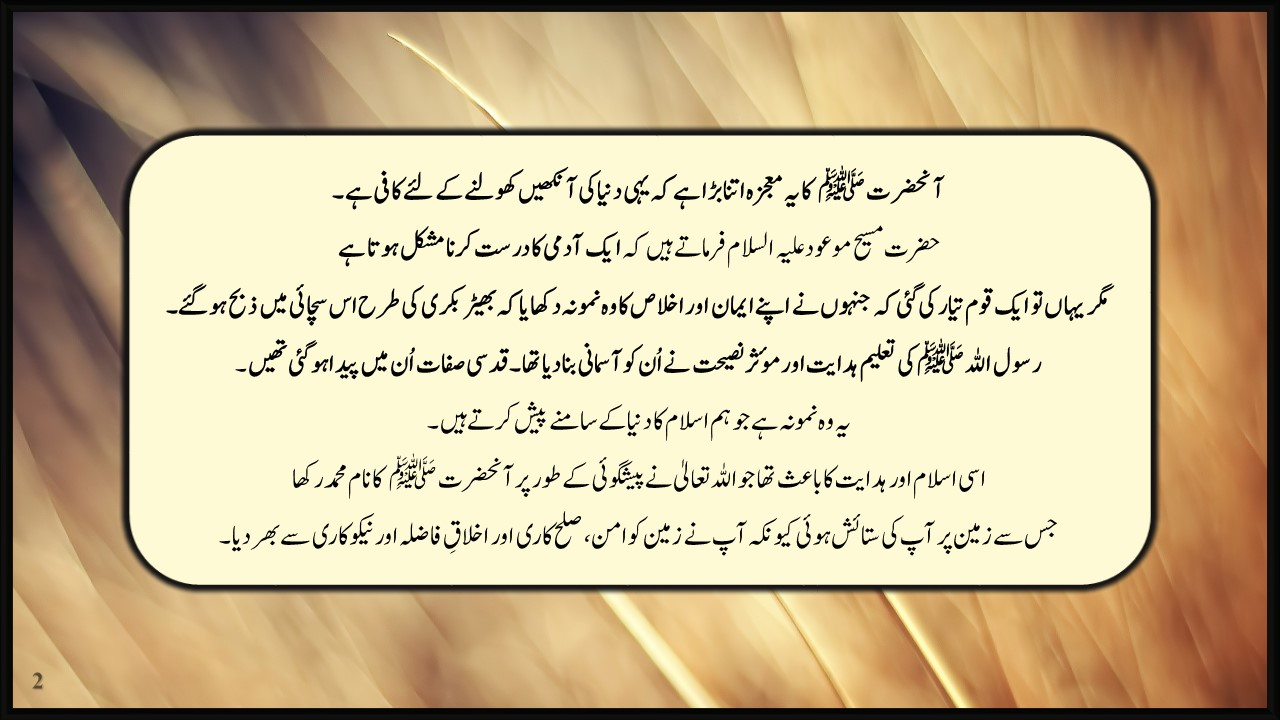 آنحضرت ﷺ کا یہ معجزہ اتنا بڑا ہے کہ یہی دنیا کی آنکھیں کھولنے کے لئے کافی ہے۔
حضرت مسیح موعود علیہ السلام فرماتے ہیں کہ ایک آدمی کا درست کرنا مشکل ہوتا ہے
مگر یہاں تو ایک قوم تیار کی گئی کہ جنہوں نے اپنے ایمان اور اخلاص کا وہ نمونہ دکھایا کہ بھیڑ بکری کی طرح اس سچائی میں ذبح ہوگئے۔
رسول اللہ ﷺ کی تعلیم ہدایت اور موئثر نصیحت نے اُن کو آسمانی بنا دیا تھا۔ قدسی صفات اُن میں پیدا ہو گئی تھیں۔
یہ وہ نمونہ ہے جو ہم اسلام کا دنیا کے سامنے پیش کرتے ہیں۔
اسی اسلام اور ہدایت کا باعث تھا جو اللہ تعالیٰ نے پیشگوئی کے طور پر آنحضرت ﷺ کا نام محمد رکھا
جس سے زمین پر آپ کی ستائش ہوئی کیونکہ آپ نے زمین کو امن، صلح کاری اور اخلاقِ فاضلہ اور نیکو کاری سے بھر دیا۔
2